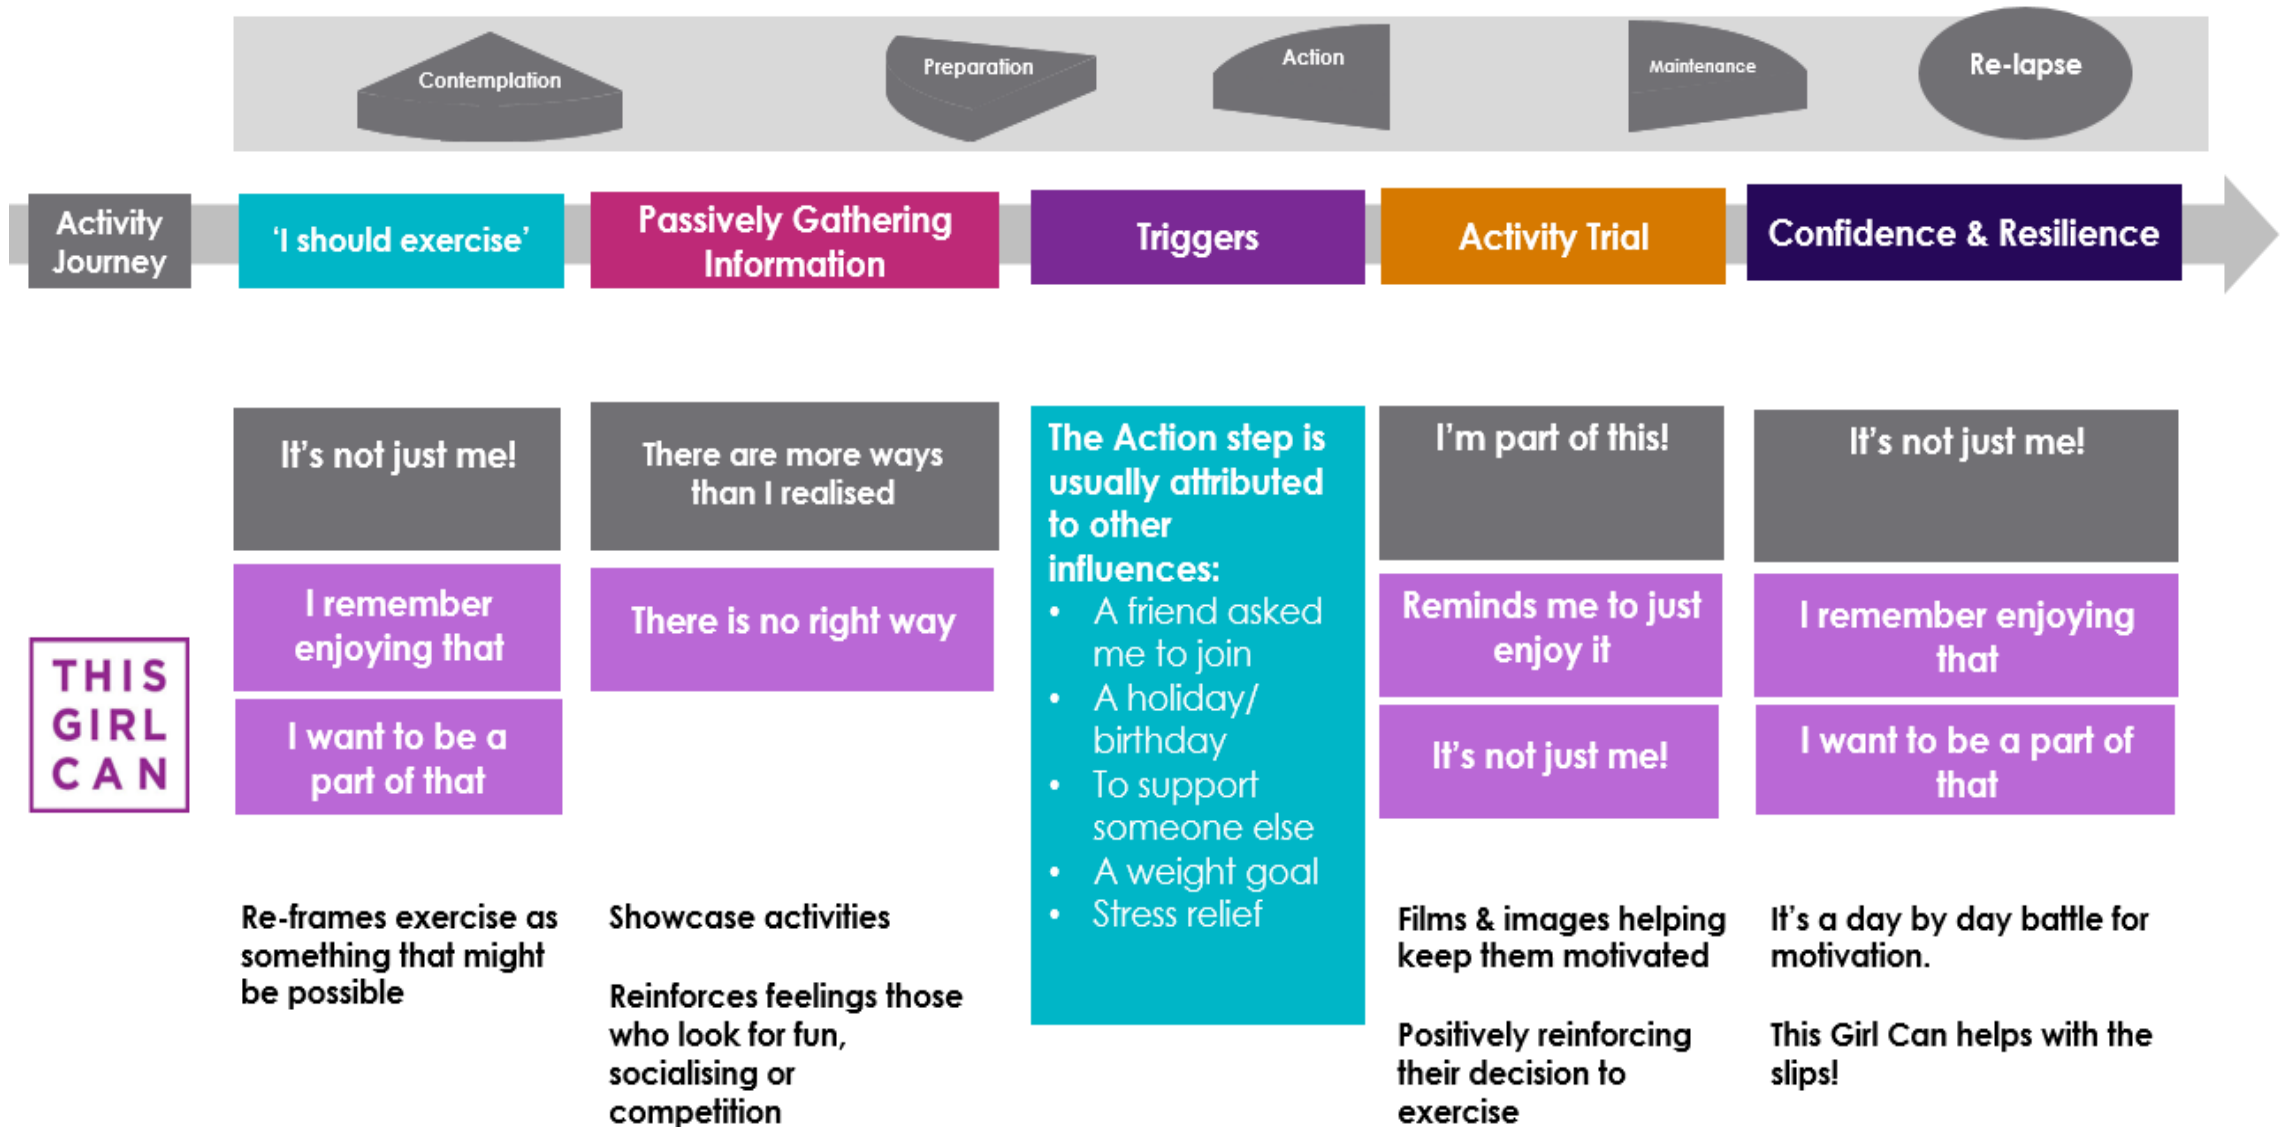 Contemplation
Preparation
Action
Maintenance
Re-lapse
Activity
Journey
‘I should exercise’
Passively Gathering
Information
Triggers
Activity Trial
Confidence & Resilience
THIS
GIRL
CAN
It’s not just me!
I remember
enjoying that
I want to be a
part of that
Re-frames exercise as
something that might
be possible
There are more ways
than I realised
There is no right way
Showcase activities
Reinforces feelings those
who look for fun,
socialising or
competition
The Action step is
usually attributed
to other
influences:
• A friend asked
me to join
• A holiday/
birthday
• To support
someone else
• A weight goal
• Stress relief
I’m part of this!
Reminds me to just
enjoy it
It’s not just me!
Films & images helping
keep them motivated
Positively reinforcing
their decision to
exercise
It’s not just me!
I remember enjoying
that
I want to be a part of
that
It’s a day by day battle for
motivation.
This Girl Can helps with the
slips!